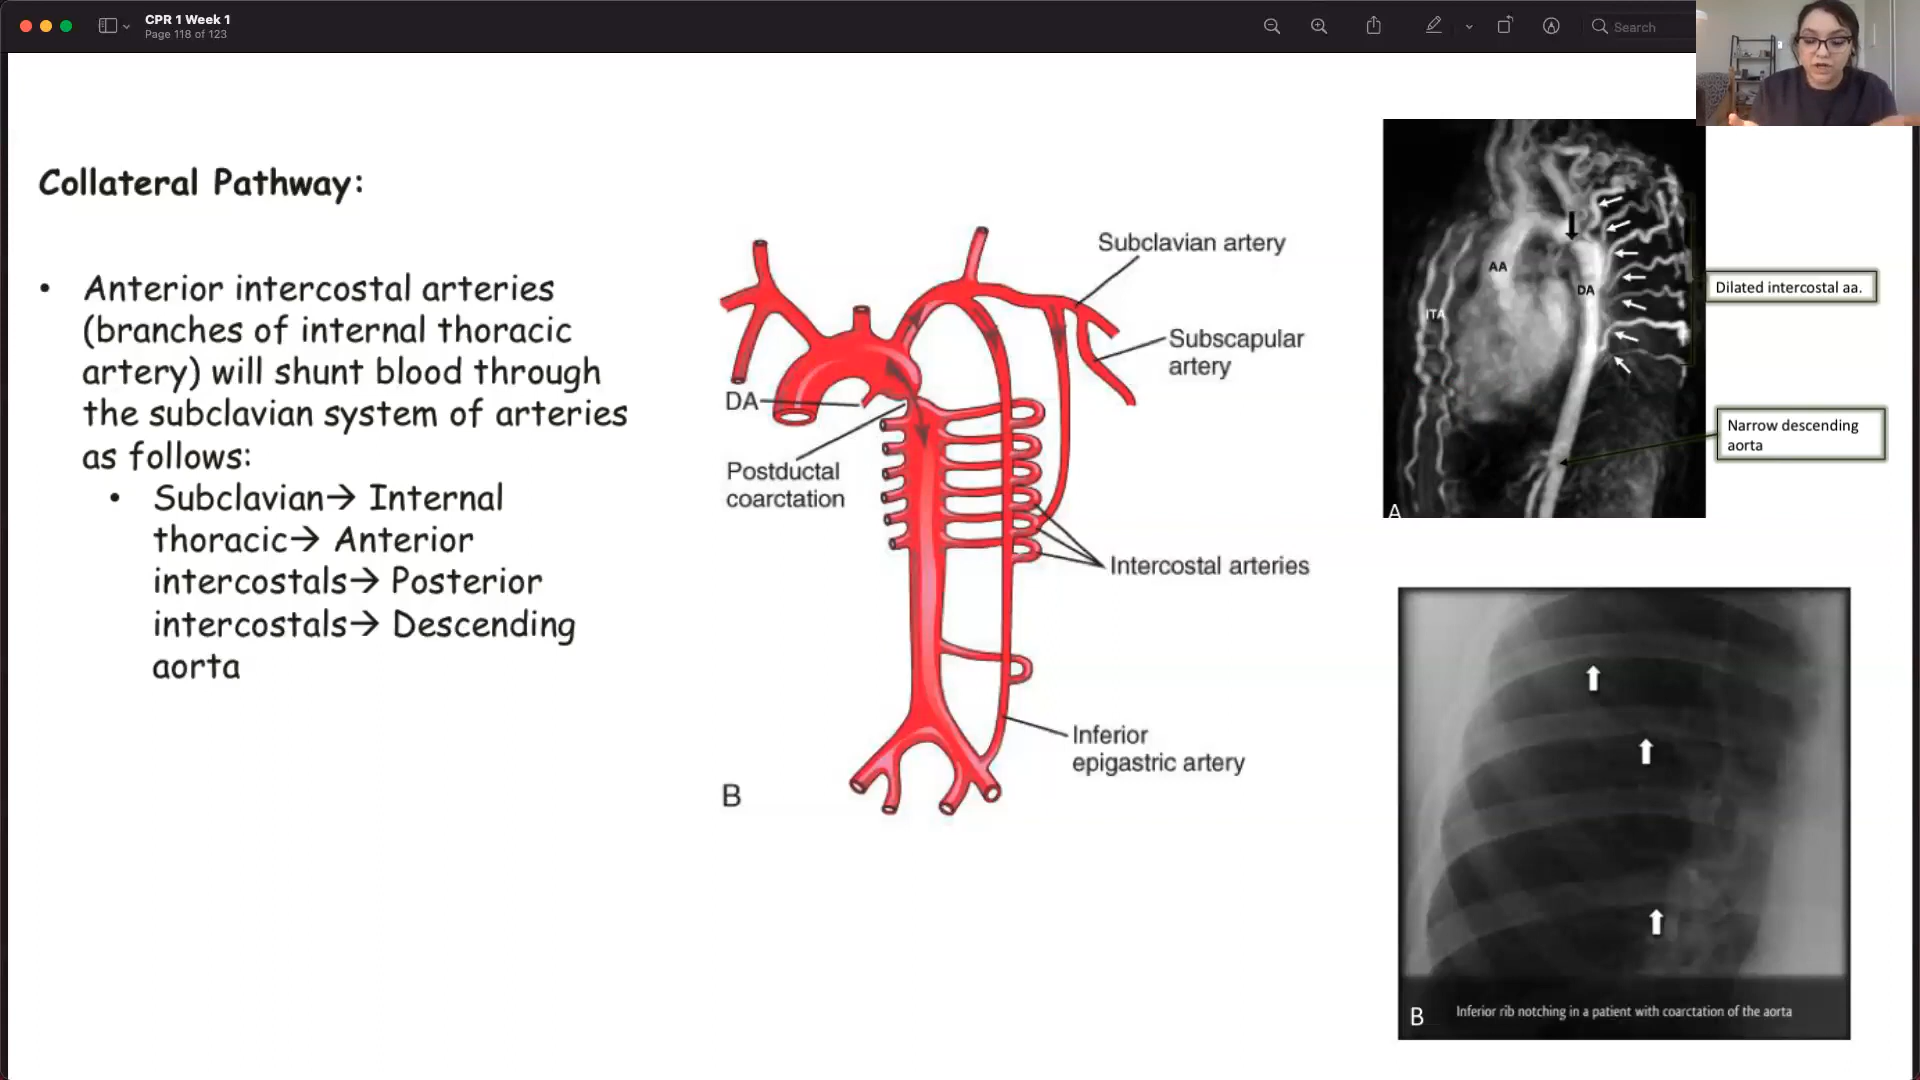 CPR 1 Week 1
Page 118 of 123
Search
Collateral Pathway:
• Anterior intercostal arteries
(branches of internal thoracic
artery) will shunt blood through
the subclavian system of arteries
as follows:
• Subclavian→ Internal
thoracic→ Anterior
intercostals→ Posterior
intercostals→ Descending
aorta
Subclavian artery
Subscapular
artery
DA
Postductal
coarctation
Intercostal arteries
Inferior
epigastric artery
B
AA
DA
ITA
A
Dilated intercostal aa.
Narrow descending
aorta
B Inferior rib notching in a patient with coarctation of the aorta